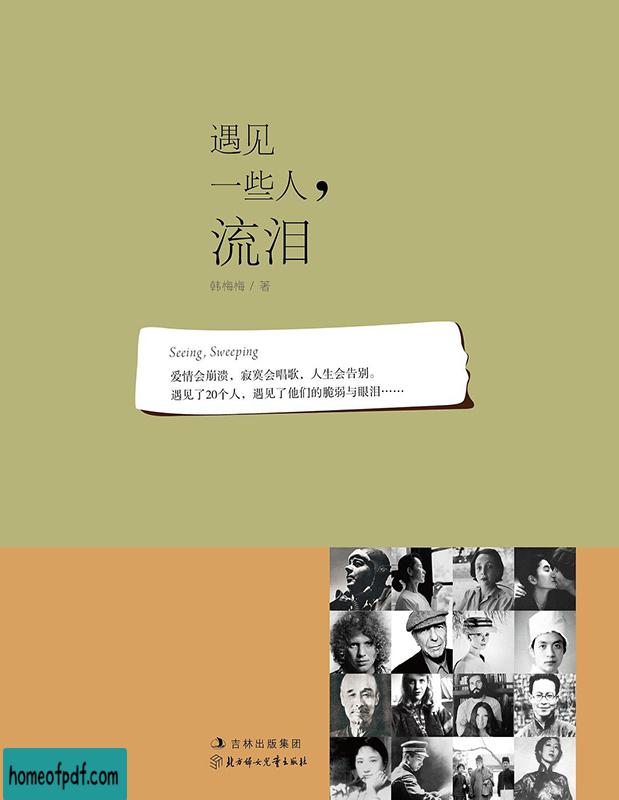 遇见
一些人，
流泪
韩梅梅 / 著
Seeing, Sweeping
爱情会崩溃，寂寞会唱歌，人生会告别。
遇见了20个人，遇见了他们的脆弱与眼泪……
吉林出版集团
北方妇女儿童出版社
homeofpdf.com